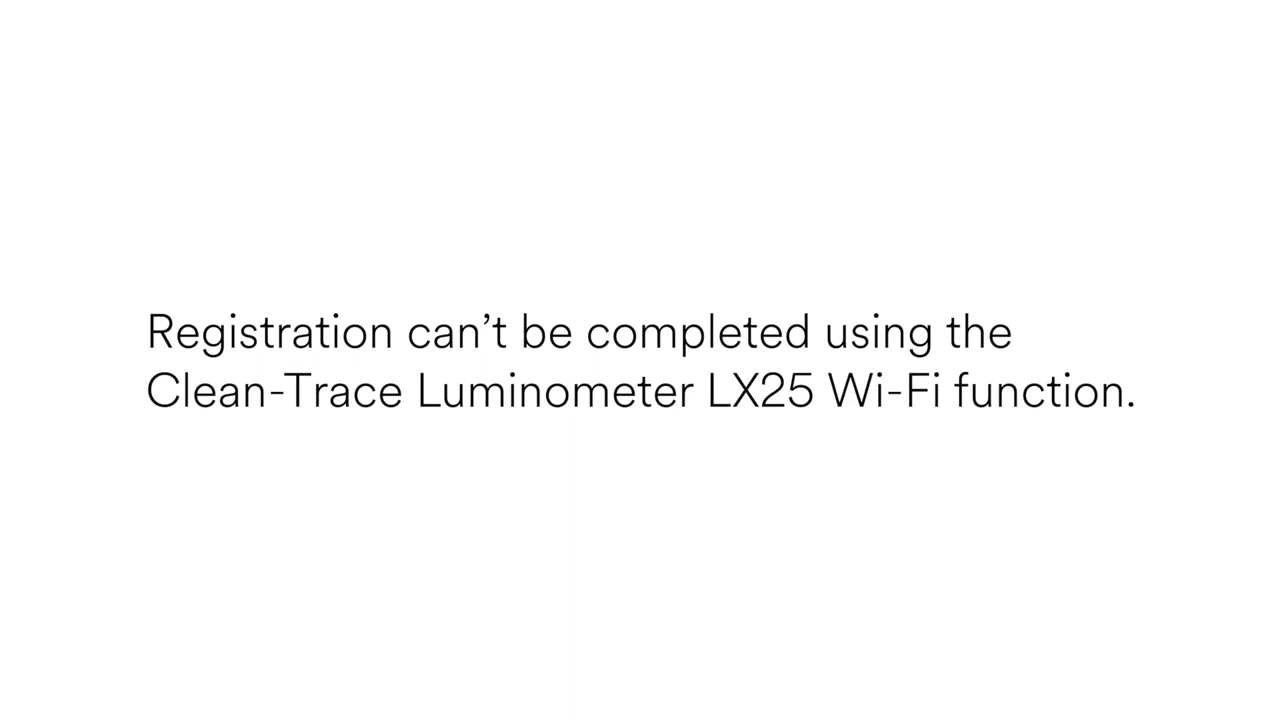 Registration can’t be completed using the
Clean-Trace Luminometer LX25 Wi-Fi function.